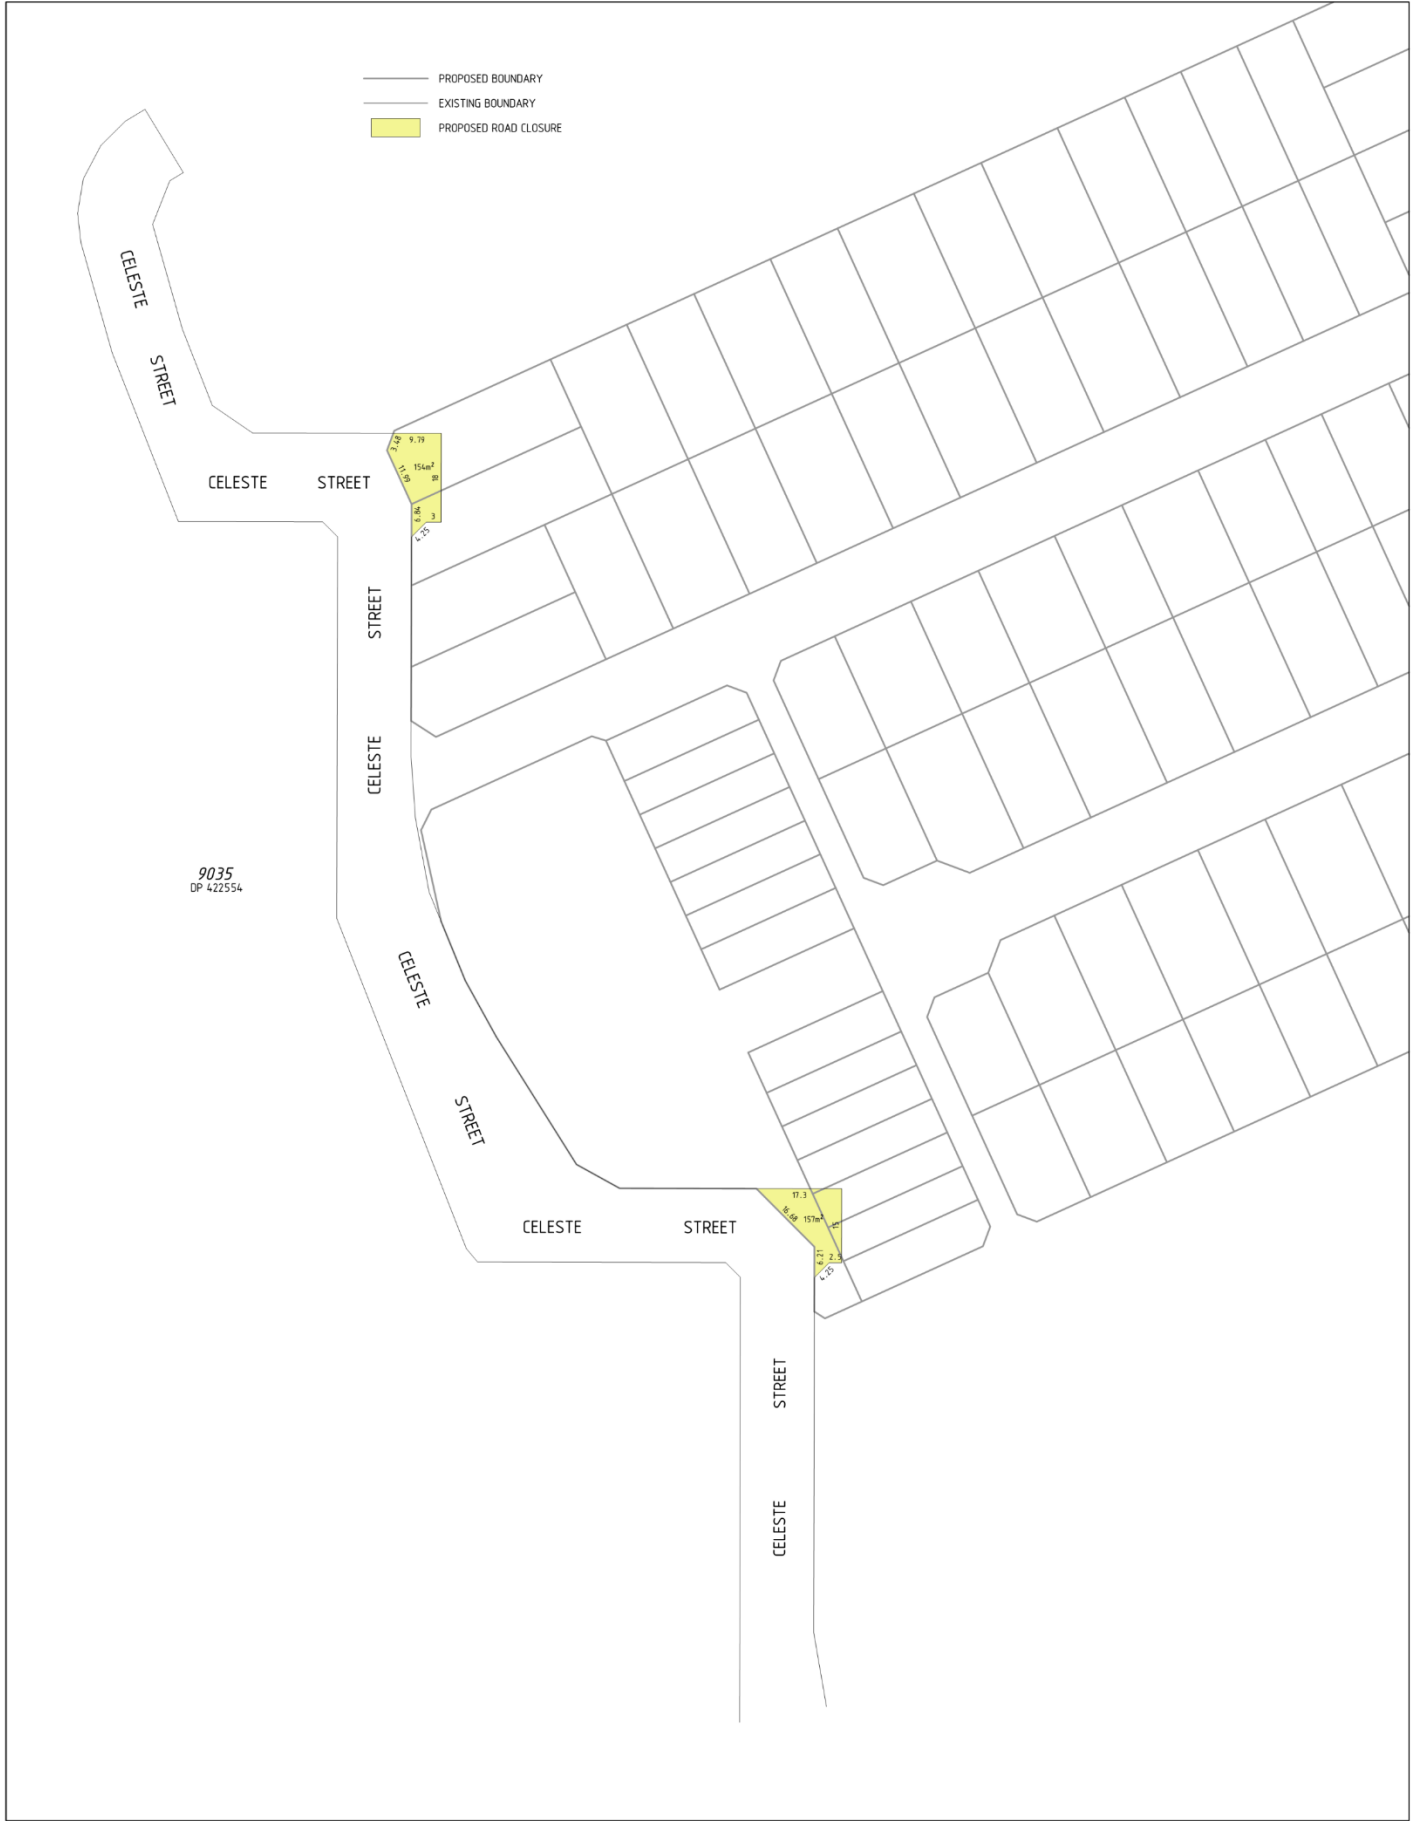 PROPOSED BOUNDARY
EXISTING BOUNDARY
PROPOSED ROAD CLOSURE
CELESTE
STREET
CELESTE STREET
3.48
9.79
154m²
11.99
18
6.84
3
4.25
STREET
CELESTE
9035
DP 422554
CELESTE
STREET
17.3
16.68
157m²
15
CELESTE STREET
6.21
2.5
4.25
STREET
CELESTE